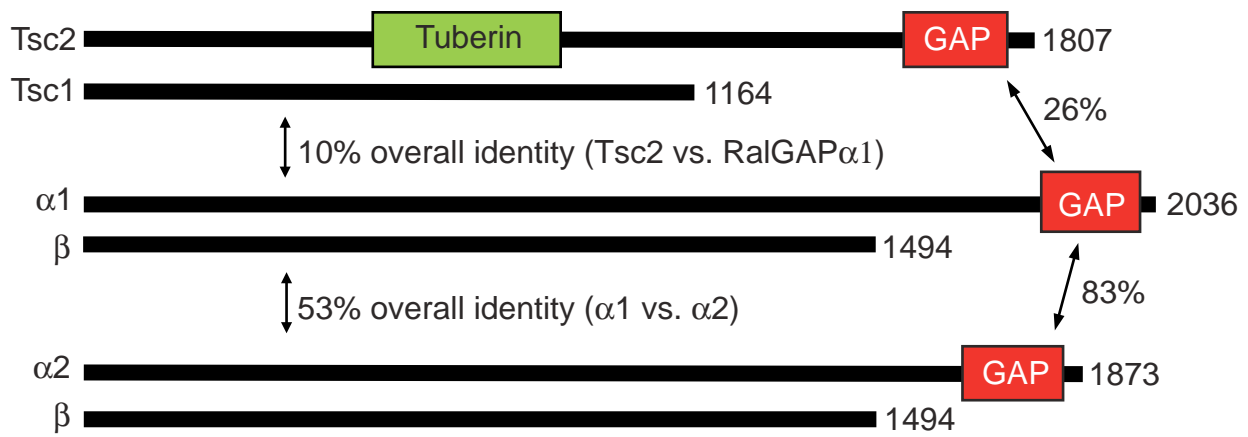 Tsc2 Tuberin GAP 1807
Tsc1 1164
26%
10% overall identity (Tsc2 vs. RalGAPα1)
α1 GAP 2036
β 1494
83%
53% overall identity (α1 vs. α2)
α2 GAP 1873
β 1494